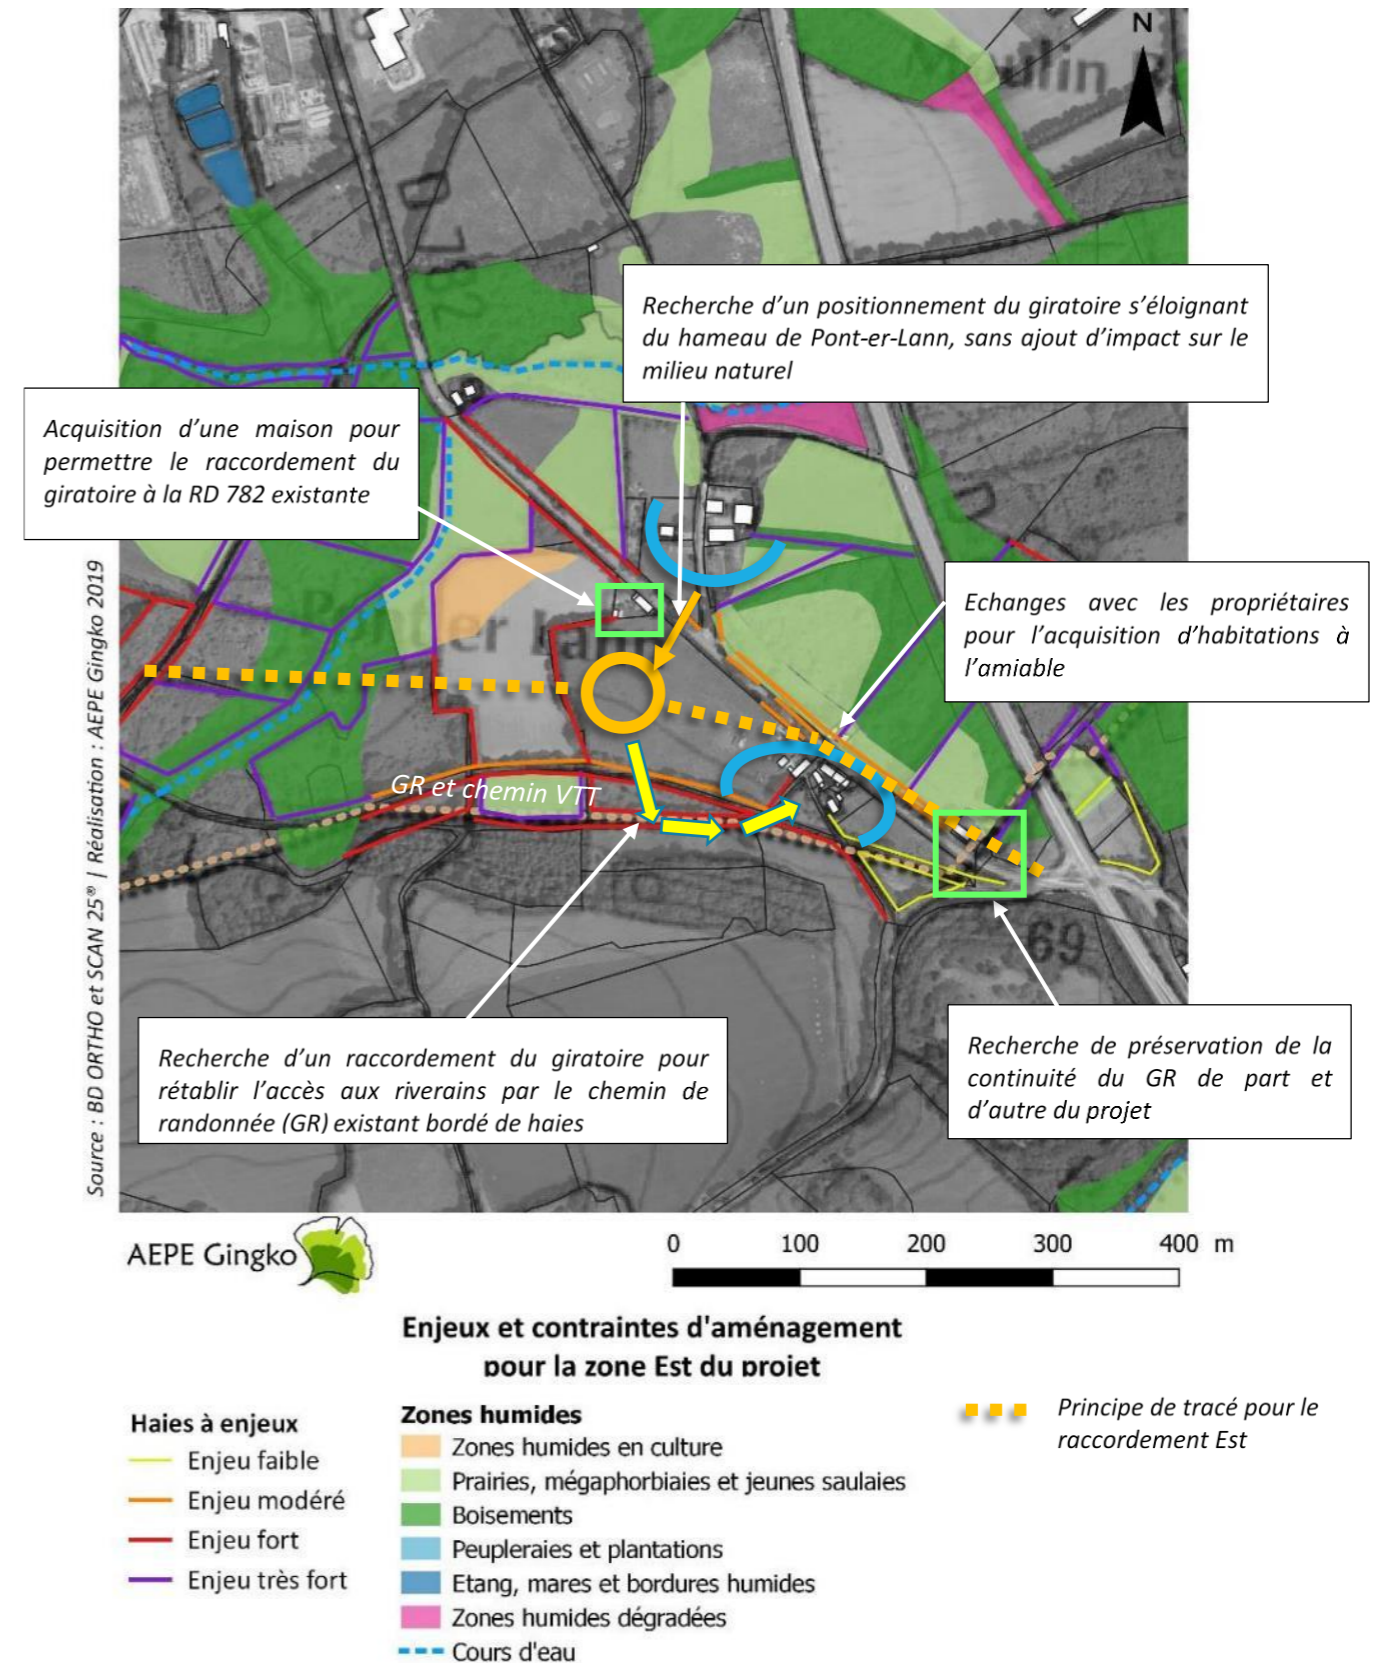 N
Moulin
Recherche d’un positionnement du giratoire s’éloignant
du hameau de Pont-er-Lann, sans ajout d’impact sur le
milieu naturel
Acquisition d’une maison pour
permettre le raccordement du
giratoire à la RD 782 existante
Echanges avec les propriétaires
pour l’acquisition d’habitations à
l’amiable
Pont er Lann
GR et chemin VTT
69
Recherche d’un raccordement du giratoire pour
rétablir l’accès aux riverains par le chemin de
randonnée (GR) existant bordé de haies
Recherche de préservation de la
continuité du GR de part et
d’autre du projet
Source : BD ORTHO et SCAN 25® | Réalisation : AEPE Gingko 2019
AEPE Gingko
0 100 200 300 400 m
Enjeux et contraintes d'aménagement
pour la zone Est du projet
Haies à enjeux
Enjeu faible
Enjeu modéré
Enjeu fort
Enjeu très fort
Zones humides
Zones humides en culture
Prairies, mégaphorbiaies et jeunes saulaies
Boisements
Peupleraies et plantations
Etang, mares et bordures humides
Zones humides dégradées
Cours d'eau
Principe de tracé pour le
raccordement Est